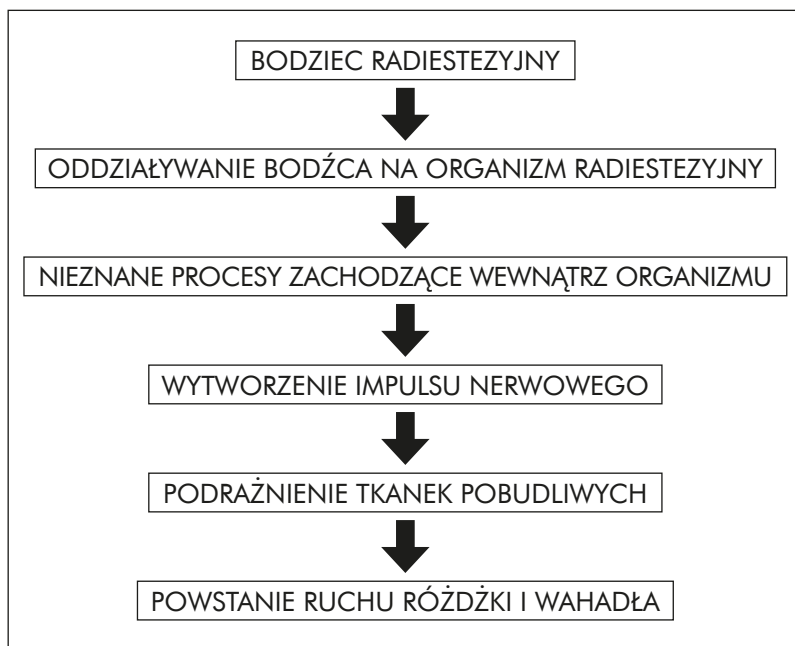 BODZIEC RADIESTEZYJNY
ODDZIAŁYWANIE BODŹCA NA ORGANIZM RADIESTEZYJNY
NIEZNANE PROCESY ZACHODZĄCE WEWNĄTRZ ORGANIZMU
WYTWORZENIE IMPULSU NERWOWEGO
PODRAŻNIENIE TKANEK POBUDLIWYCH
POWSTANIE RUCHU RÓŻDŻKI I WAHADŁA